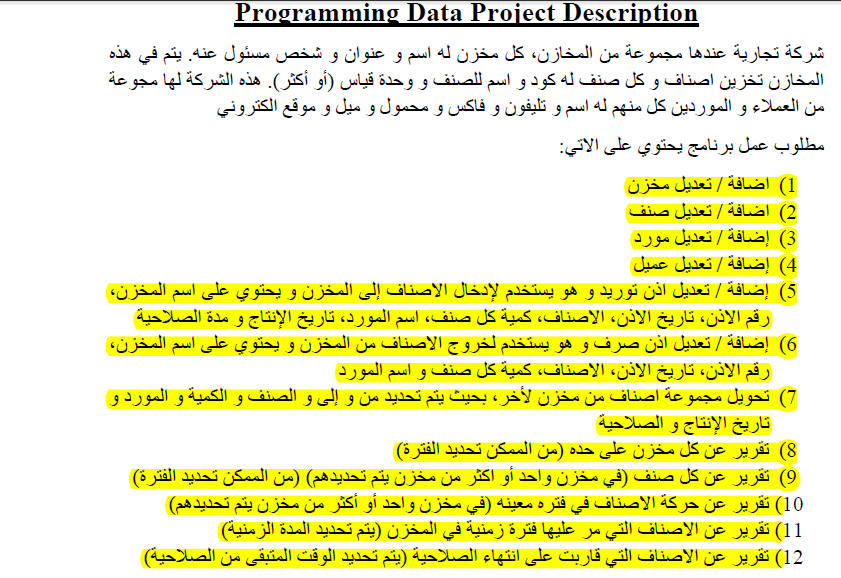 Programming Data Project Description
شركة تجارية عندها مجموعة من المخازن، كل مخزن له اسم و عنوان و شخص مسئول عنه. يتم في هذه
المخازن تخزين اصناف و كل صنف له كود و اسم للصنف و وحدة قياس (أو أكثر). هذه الشركة لها مجوعة
من العملاء و الموردين كل منهم له اسم و تليفون و فاكس و محمول و ميل و موقع الكتروني
مطلوب عمل برنامج يحتوي على الاتي:
1) اضافة / تعديل مخزن
2) اضافة / تعديل صنف
3) إضافة / تعديل مورد
4) إضافة / تعديل عميل
5) إضافة / تعديل اذن توريد و هو يستخدم لإدخال الاصناف إلى المخزن و يحتوي على اسم المخزن،
رقم الاذن، تاريخ الاذن، الاصناف، كمية كل صنف، اسم المورد، تاريخ الإنتاج و مدة الصلاحية
6) إضافة / تعديل اذن صرف و هو يستخدم لخروج الاصناف من المخزن و يحتوي على اسم المخزن،
رقم الاذن، تاريخ الاذن، الاصناف، كمية كل صنف و اسم المورد
7) تحويل مجموعة اصناف من مخزن لأخر، بحيث يتم تحديد من و إلى و الصنف و الكمية و المورد و
تاريخ الإنتاج و الصلاحية
8) تقرير عن كل مخزن على حده (من الممكن تحديد الفترة)
9) تقرير عن كل صنف (في مخزن واحد أو اكثر من مخزن يتم تحديدهم) (من الممكن تحديد الفترة)
10) تقرير عن حركة الاصناف في فتره معينه (في مخزن واحد أو أكثر من مخزن يتم تحديدهم)
11) تقرير عن الاصناف التي مر عليها فترة زمنية في المخزن (يتم تحديد المدة الزمنية)
12) تقرير عن الاصناف التي قاربت على انتهاء الصلاحية (يتم تحديد الوقت المتبقى من الصلاحية)